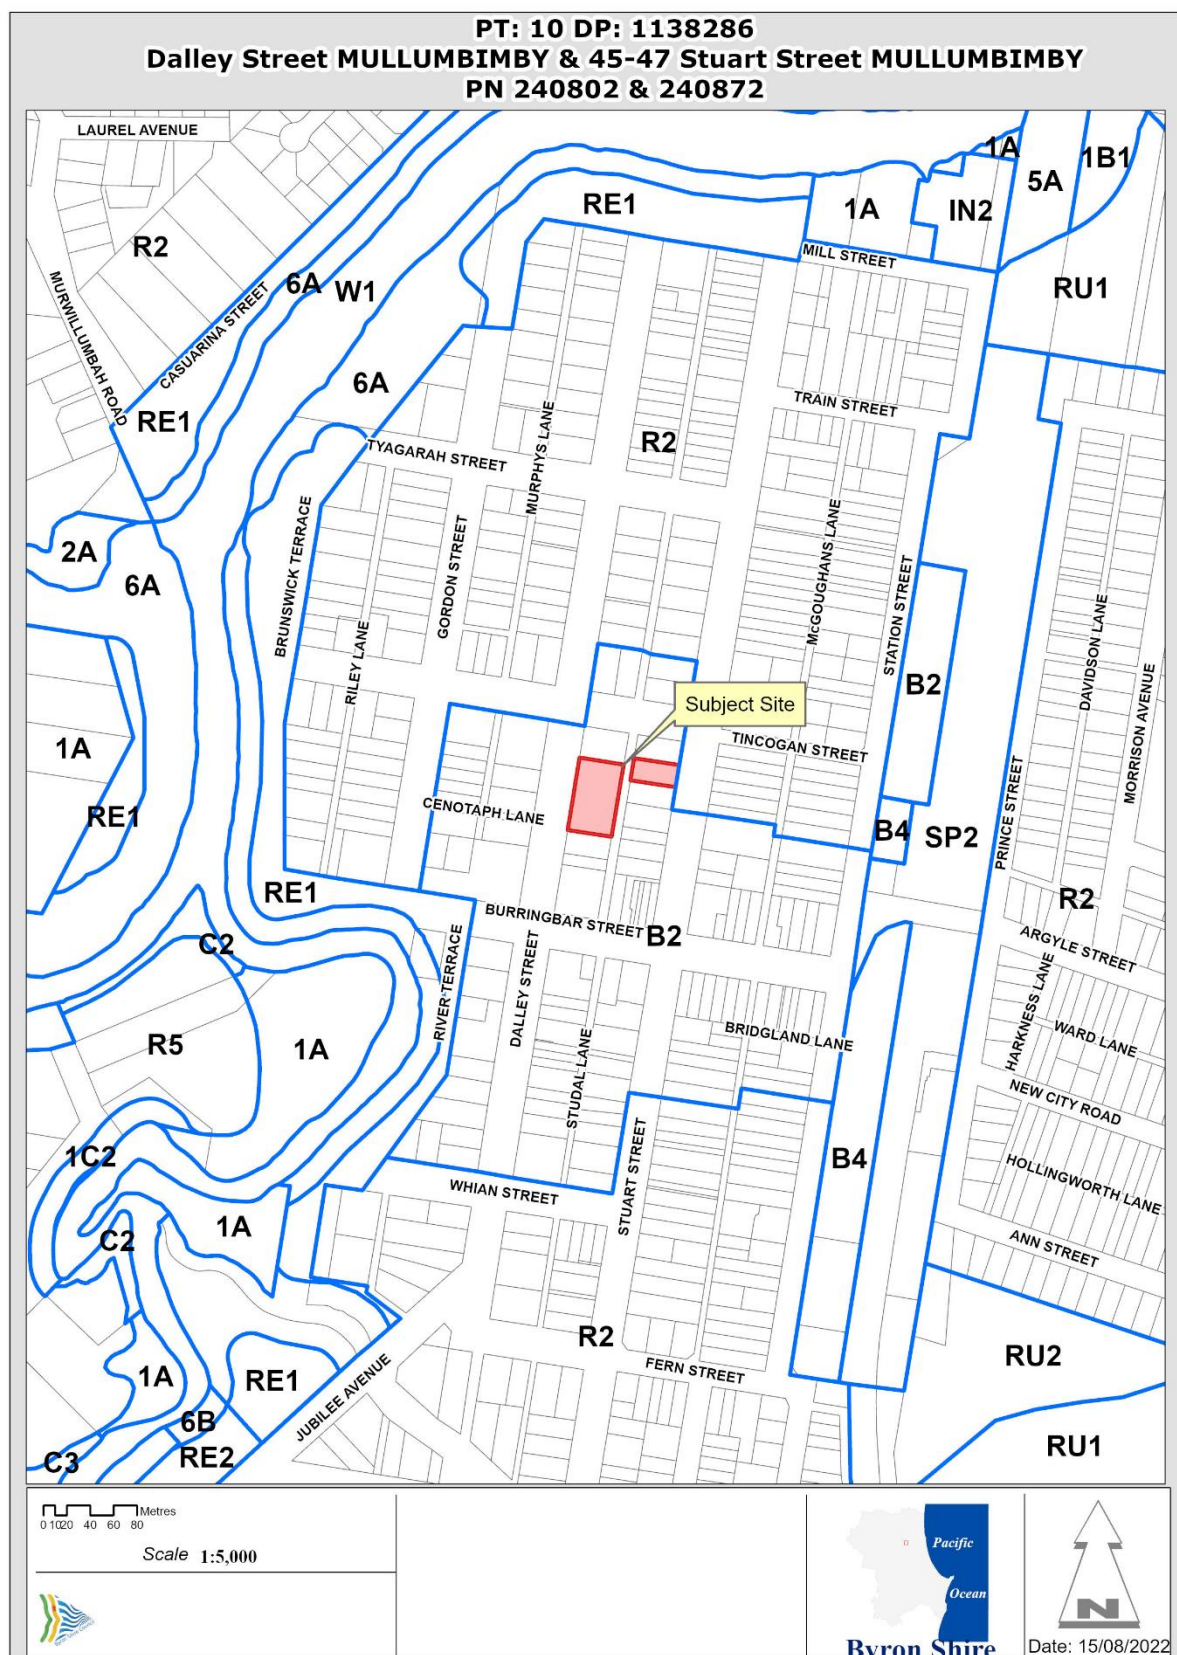 PT: 10 DP: 1138286
Dalley Street MULLUMBIMBY & 45-47 Stuart Street MULLUMBIMBY
PN 240802 & 240872
LAUREL AVENUE
1A
1B1
5A
RE1
1A
IN2
R2
MILL STREET
6A
W1
RU1
MURWILLUMBAH ROAD
CASUARINA STREET
6A
TRAIN STREET
RE1
R2
TYAGARAH STREET
MURPHYS LANE
BRUNSWICK TERRACE
GORDON STREET
McGOUGHANS LANE
STATION STREET
2A
6A
RILEY LANE
DAVIDSON LANE
MORRISON AVENUE
B2
Subject Site
TINCOGAN STREET
1A
CENOTAPH LANE
RE1
B4
SP2
PRINCE STREET
RE1
R2
BURRINGBAR STREET
B2
ARGYLE STREET
C2
RIVER TERRACE
DALLEY STREET
HARKNESS LANE
R5
1A
BRIDGLAND LANE
WARD LANE
STUDAL LANE
NEW CITY ROAD
1C2
B4
STUART STREET
HOLLINGWORTH LANE
WHIAN STREET
1A
C2
ANN STREET
R2
RU2
1A
RE1
JUBILEE AVENUE
FERN STREET
6B
RE2
C3
RU1
Metres
0 10 20 40 60 80
Scale 1:5,000
Pacific
Ocean
Byron Shire
N
Date: 15/08/2022